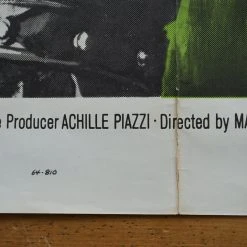 e Producer ACHILLE PIAZZI · Directed by MA
64-810